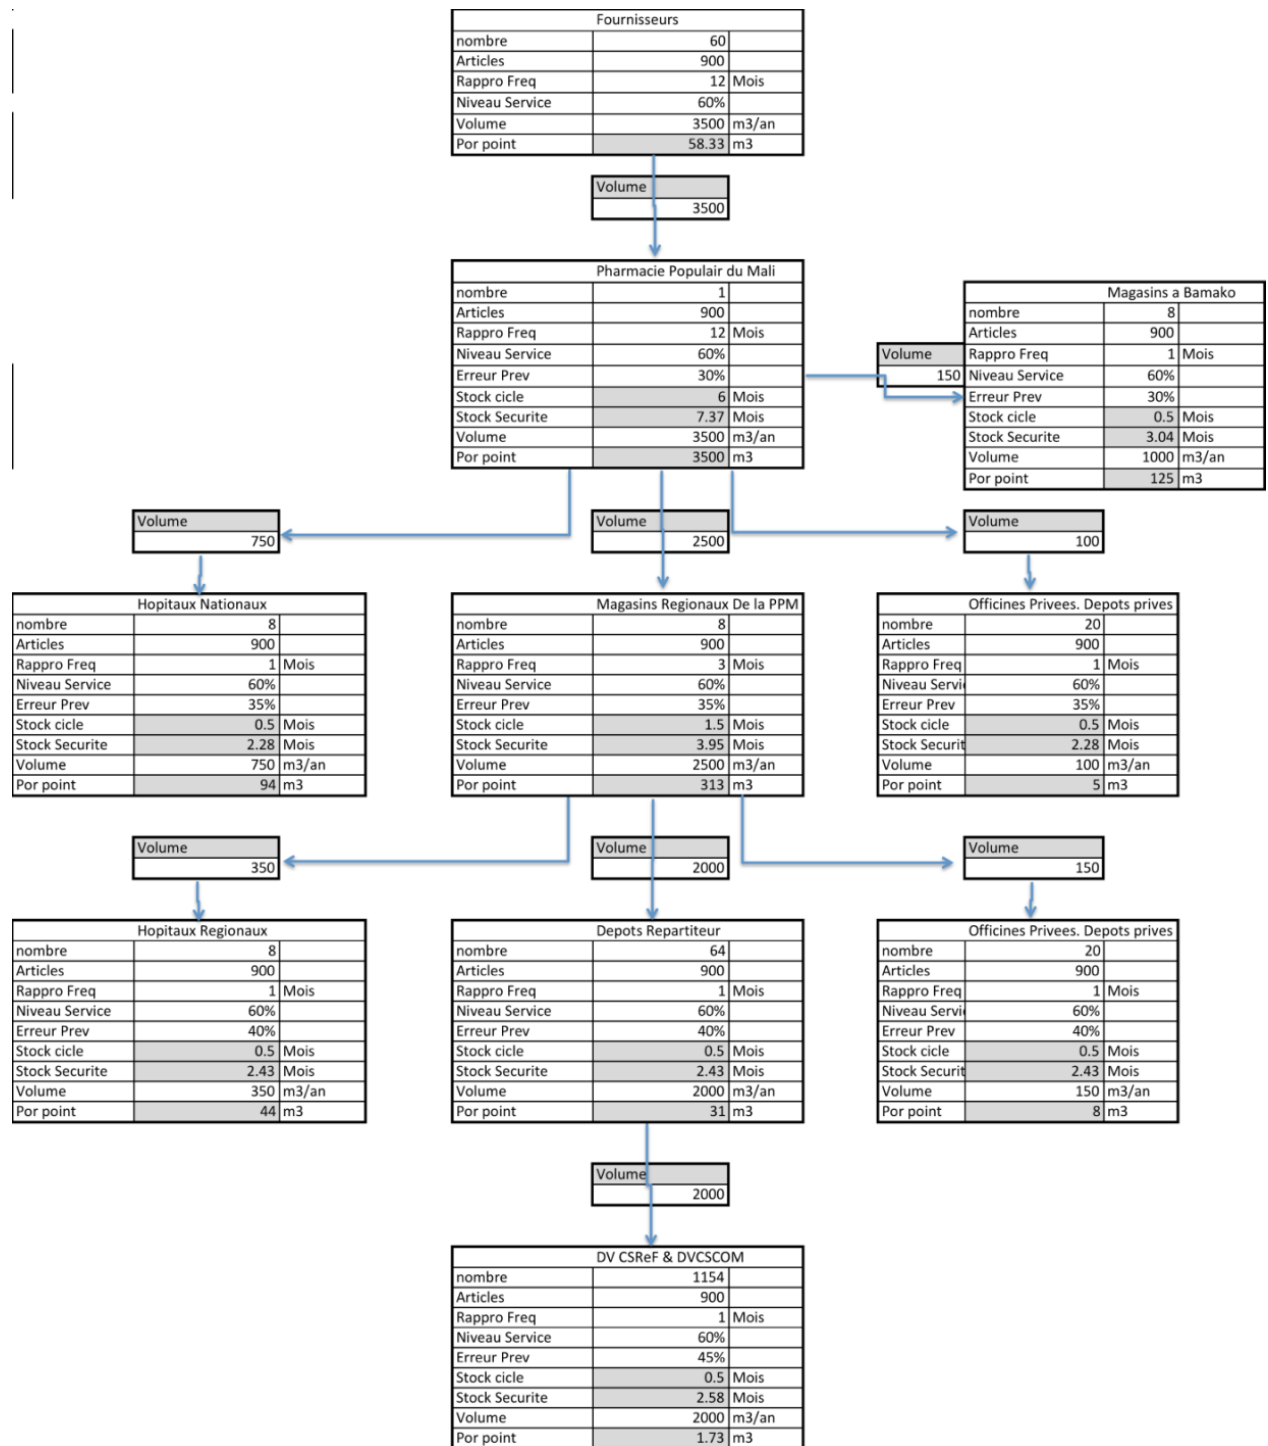 Fournisseurs
nombre 60
Articles 900
Rappro Freq 12 Mois
Niveau Service 60%
Volume 3500 m3/an
Por point 58.33 m3
Volume
3500
Pharmacie Populair du Mali
nombre 1
Articles 900
Rappro Freq 12 Mois
Niveau Service 60%
Erreur Prev 30%
Stock cicle 6 Mois
Stock Securite 7.37 Mois
Volume 3500 m3/an
Por point 3500 m3
Volume
150
Magasins a Bamako
nombre 8
Articles 900
Rappro Freq 1 Mois
Niveau Service 60%
Erreur Prev 30%
Stock cicle 0.5 Mois
Stock Securite 3.04 Mois
Volume 1000 m3/an
Por point 125 m3
Volume
750
Volume
2500
Volume
100
Hopitaux Nationaux
nombre 8
Articles 900
Rappro Freq 1 Mois
Niveau Service 60%
Erreur Prev 35%
Stock cicle 0.5 Mois
Stock Securite 2.28 Mois
Volume 750 m3/an
Por point 94 m3
Magasins Regionaux De la PPM
nombre 8
Articles 900
Rappro Freq 3 Mois
Niveau Service 60%
Erreur Prev 35%
Stock cicle 1.5 Mois
Stock Securite 3.95 Mois
Volume 2500 m3/an
Por point 313 m3
Officines Privees. Depots prives
nombre 20
Articles 900
Rappro Freq 1 Mois
Niveau Servi 60%
Erreur Prev 35%
Stock cicle 0.5 Mois
Stock Securit 2.28 Mois
Volume 100 m3/an
Por point 5 m3
Volume
350
Volume
2000
Volume
150
Hopitaux Regionaux
nombre 8
Articles 900
Rappro Freq 1 Mois
Niveau Service 60%
Erreur Prev 40%
Stock cicle 0.5 Mois
Stock Securite 2.43 Mois
Volume 350 m3/an
Por point 44 m3
Depots Repartiteur
nombre 64
Articles 900
Rappro Freq 1 Mois
Niveau Service 60%
Erreur Prev 40%
Stock cicle 0.5 Mois
Stock Securite 2.43 Mois
Volume 2000 m3/an
Por point 31 m3
Officines Privees. Depots prives
nombre 20
Articles 900
Rappro Freq 1 Mois
Niveau Servi 60%
Erreur Prev 40%
Stock cicle 0.5 Mois
Stock Securit 2.43 Mois
Volume 150 m3/an
Por point 8 m3
Volume
2000
DV CSReF & DVCSCOM
nombre 1154
Articles 900
Rappro Freq 1 Mois
Niveau Service 60%
Erreur Prev 45%
Stock cicle 0.5 Mois
Stock Securite 2.58 Mois
Volume 2000 m3/an
Por point 1.73 m3